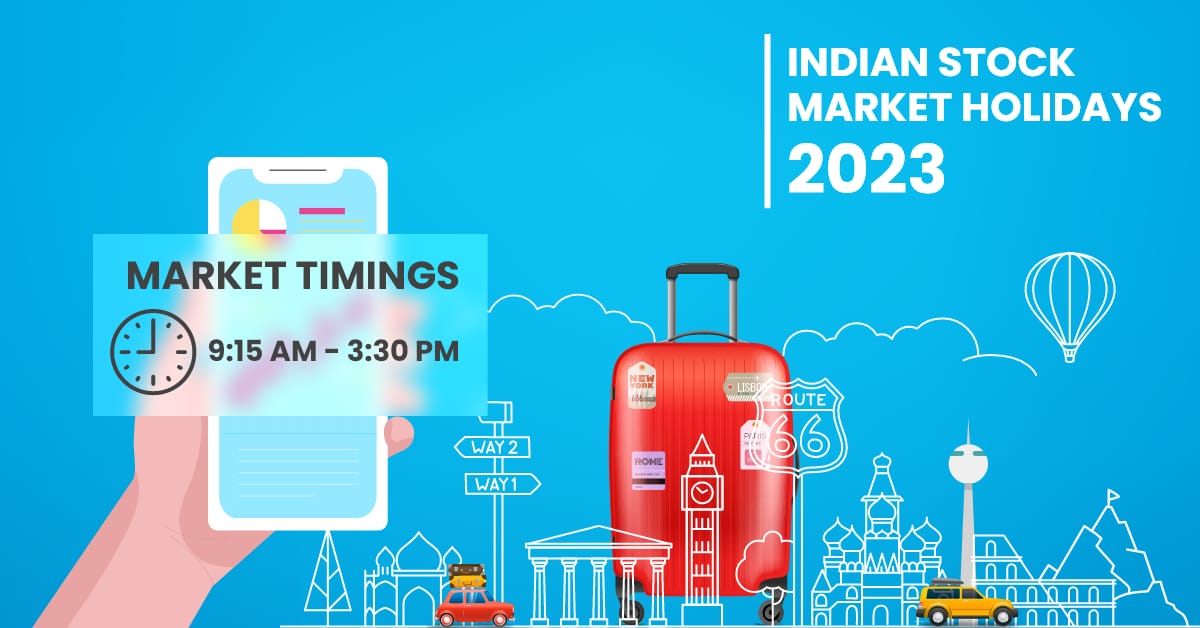 INDIAN STOCK
MARKET HOLIDAYS
2023
MARKET TIMINGS
9:15 AM - 3:30 PM
WAY 2
WAY 1
NEW
YORK
606
LISBON
ROUTE
66
PARIS
ROME